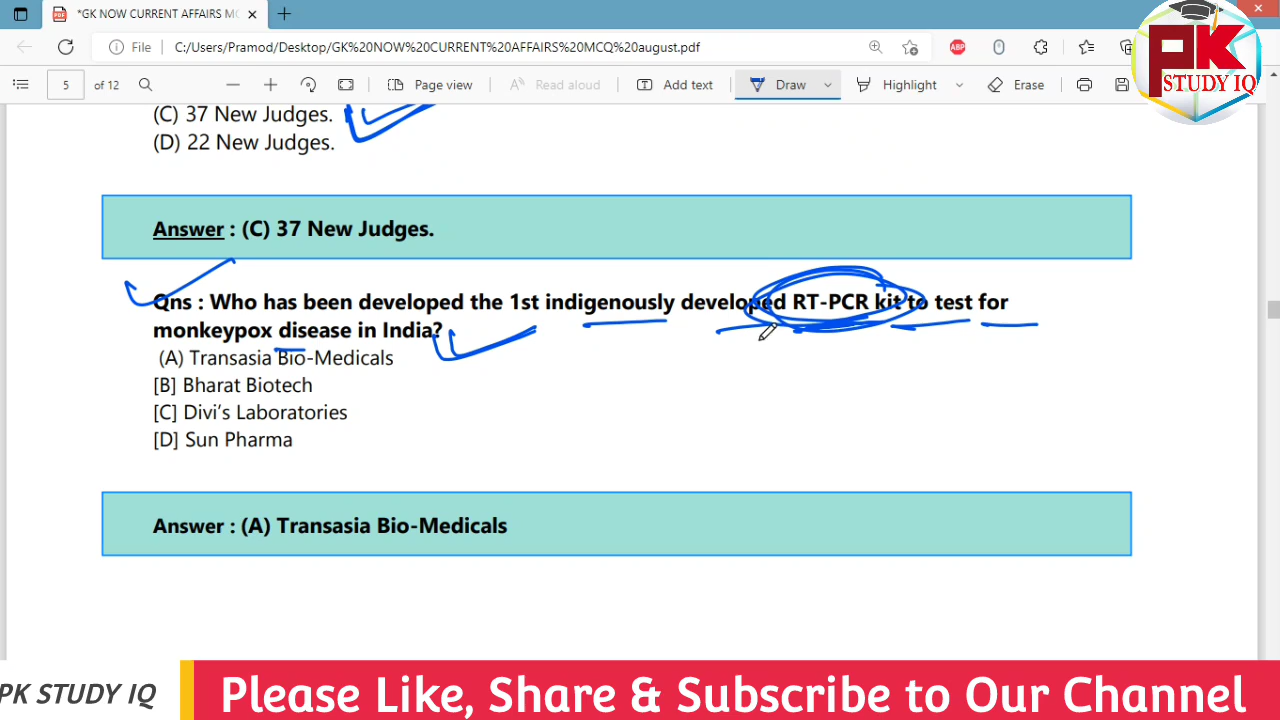 *GK NOW CURRENT AFFAIRS MC
File
C:/Users/Pramod/Desktop/GK%20NOW%20CURRENT%20AFFAIRS%20MCQ%20august.pdf
ABP
PK
STUDY IQ
5 of 12
Page view
Read aloud
Add text
Draw
Highlight
Erase
(C) 37 New Judges.
(D) 22 New Judges.
Answer : (C) 37 New Judges.
Qns : Who has been developed the 1st indigenously developed RT-PCR kit to test for
monkeypox disease in India?
(A) Transasia Bio-Medicals
[B] Bharat Biotech
[C] Divi’s Laboratories
[D] Sun Pharma
Answer : (A) Transasia Bio-Medicals
PK STUDY IQ
Please Like, Share & Subscribe to Our Channel